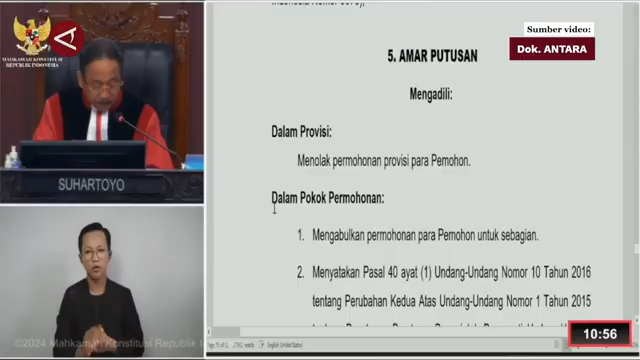 MAHKAMAH KONSTITUSI
REPUBLIK INDONESIA
SUHARTOYO
©2024 Mahkamah Konstitusi Republik
Sumber video:
Dok. ANTARA
5. AMAR PUTUSAN
Mengadili:
Dalam Provisi:
Menolak permohonan provisi para Pemohon.
Dalam Pokok Permohonan:
1. Mengabulkan permohonan para Pemohon untuk sebagian.
2. Menyatakan Pasal 40 ayat (1) Undang-Undang Nomor 10 Tahun 2016
tentang Perubahan Kedua Atas Undang-Undang Nomor 1 Tahun 2015
English (United States)
10:56